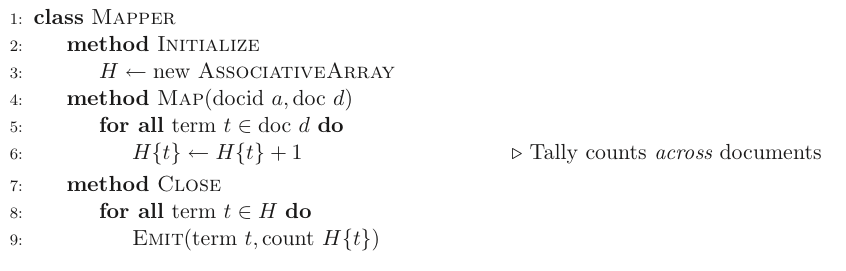 1: class Mapper
2: method Initialize
3: H ← new AssociativeArray
4: method Map(docid a, doc d)
5: for all term t ∈ doc d do
6: H{t} ← H{t} + 1 ▷ Tally counts across documents
7: method Close
8: for all term t ∈ H do
9: Emit(term t, count H{t})